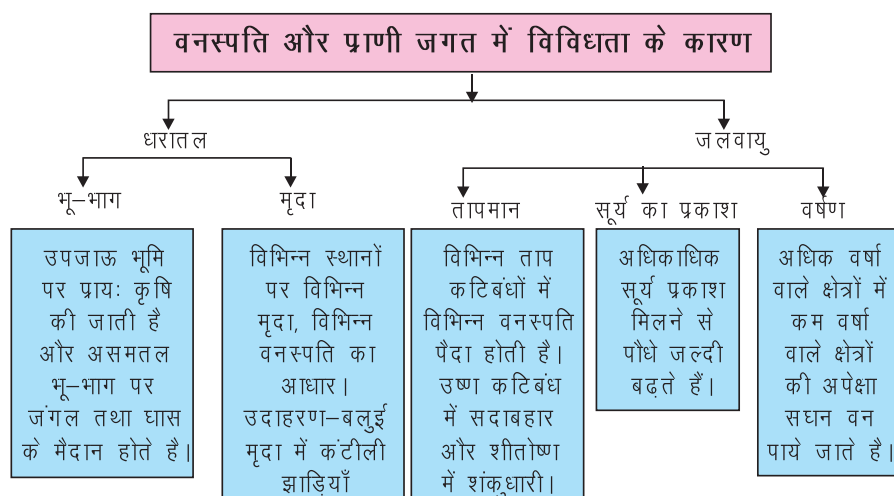 वनस्पति और प्राणी जगत में विविधता के कारण
धरातल
जलवायु
भू–भाग
मृदा
तापमान
सूर्य का प्रकाश
वर्षण
उपजाऊ भूमि
पर प्रायः कृषि
की जाती है
और असमतल
भू–भाग पर
जंगल तथा घास
के मैदान होते है।
विभिन्न स्थानों
पर विभिन्न
मृदा, विभिन्न
वनस्पति का
आधार।
उदाहरण–बलुई
मृदा में कंटीली
झाड़ियाँ
विभिन्न ताप
कटिबंधों में
विभिन्न वनस्पति
पैदा होती है।
उष्ण कटिबंध
में सदाबहार
और शीतोष्ण
में शंकुधारी।
अधिकाधिक
सूर्य प्रकाश
मिलने से
पौधे जल्दी
बढ़ते हैं।
अधिक वर्षा
वाले क्षेत्रों में
कम वर्षा
वाले क्षेत्रों
की अपेक्षा
सघन वन
पाये जाते है।